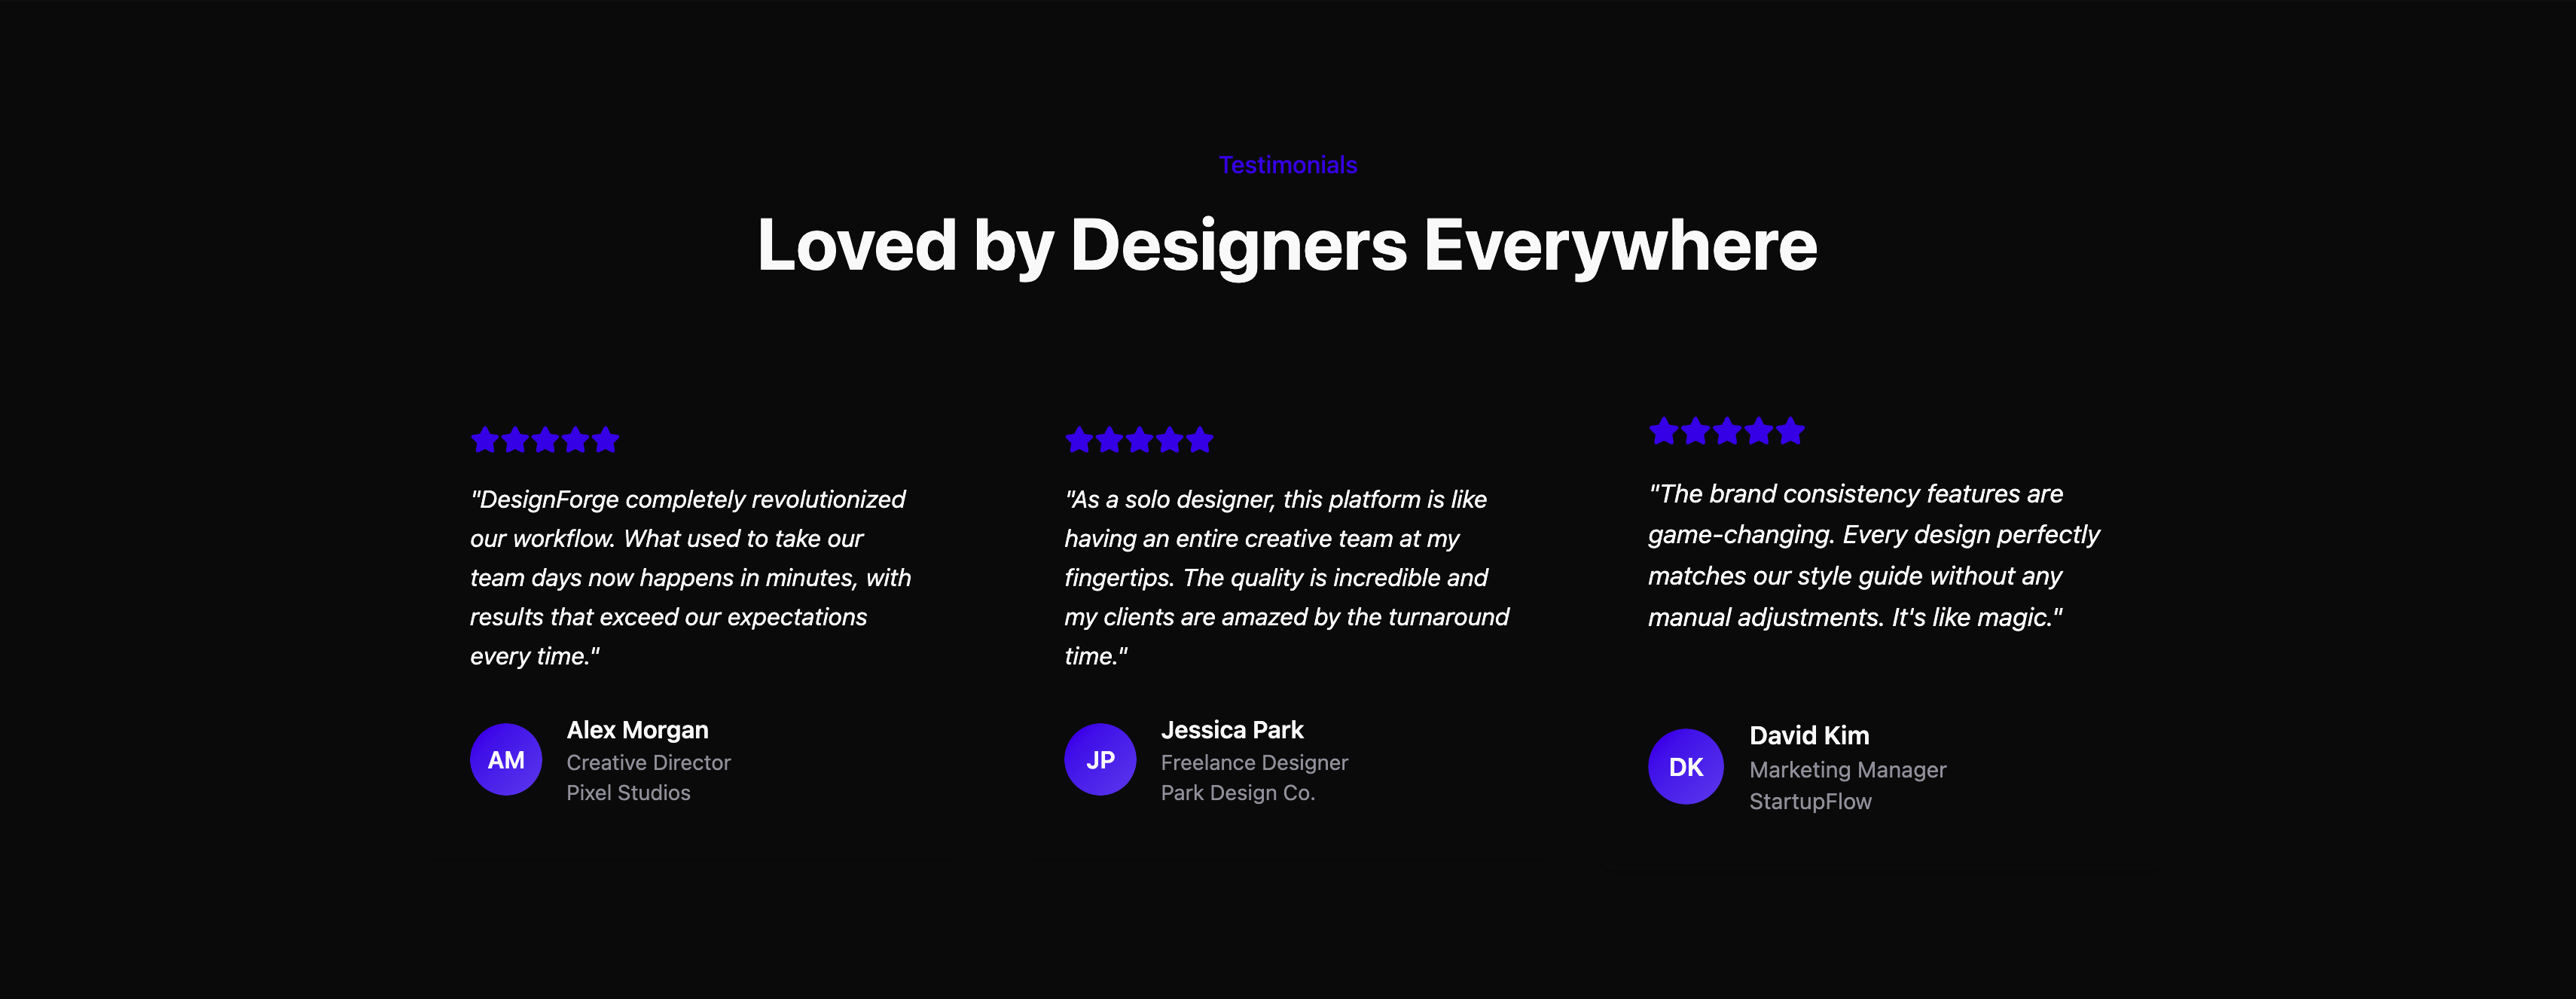 Testimonials
Loved by Designers Everywhere
"DesignForge completely revolutionized
our workflow. What used to take our
team days now happens in minutes, with
results that exceed our expectations
every time."
AM
Alex Morgan
Creative Director
Pixel Studios
"As a solo designer, this platform is like
having an entire creative team at my
fingertips. The quality is incredible and
my clients are amazed by the turnaround
time."
JP
Jessica Park
Freelance Designer
Park Design Co.
"The brand consistency features are
game-changing. Every design perfectly
matches our style guide without any
manual adjustments. It's like magic."
DK
David Kim
Marketing Manager
StartupFlow